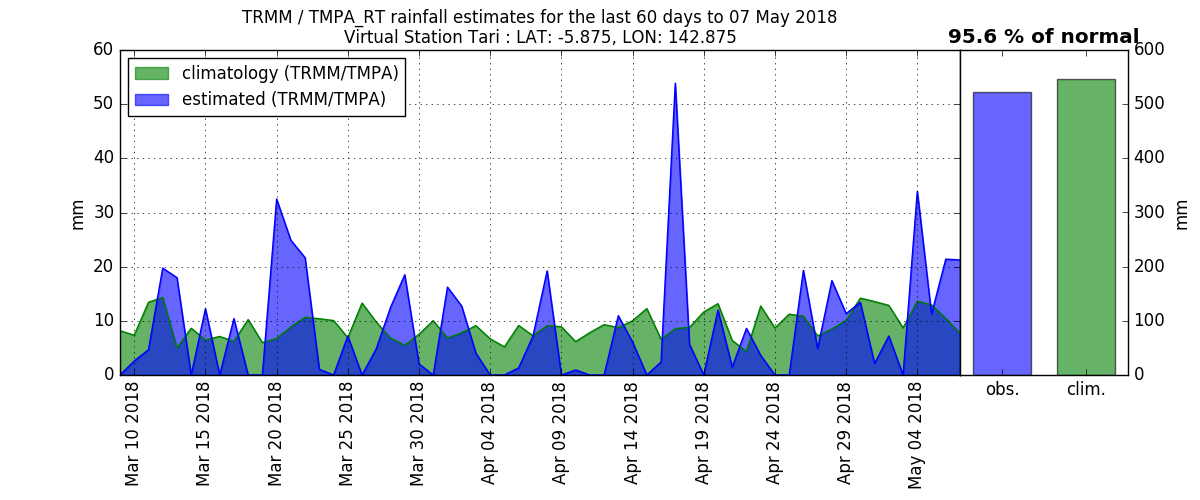 TRMM / TMPA_RT rainfall estimates for the last 60 days to 07 May 2018
Virtual Station Tari : LAT: -5.875, LON: 142.875
95.6 % of normal
climatology (TRMM/TMPA)
estimated (TRMM/TMPA)
60
50
40
30
20
10
0
mm
Mar 10 2018
Mar 15 2018
Mar 20 2018
Mar 25 2018
Mar 30 2018
Apr 04 2018
Apr 09 2018
Apr 14 2018
Apr 19 2018
Apr 24 2018
Apr 29 2018
May 04 2018
obs.
clim.
600
500
400
300
200
100
0
mm